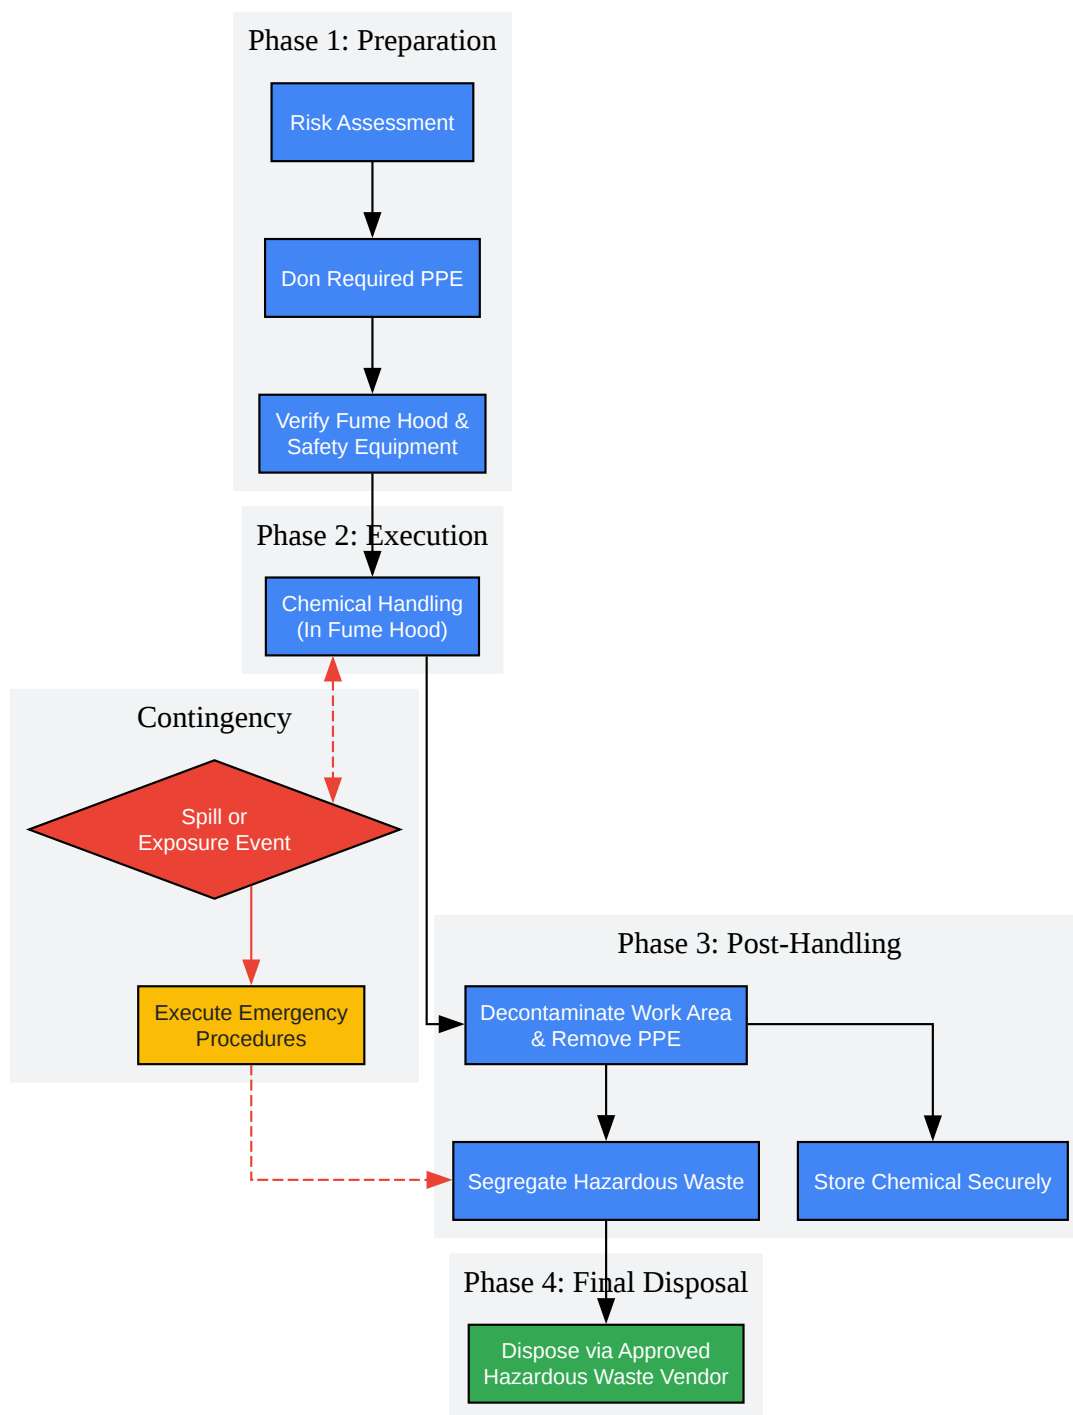 Phase 1: Preparation
Risk Assessment
Don Required PPE
Verify Fume Hood &
Safety Equipment
Phase 2: Execution
Chemical Handling
(In Fume Hood)
Contingency
Spill or
Exposure Event
Execute Emergency
Procedures
Phase 3: Post-Handling
Decontaminate Work Area
& Remove PPE
Segregate Hazardous Waste
Store Chemical Securely
Phase 4: Final Disposal
Dispose via Approved
Hazardous Waste Vendor